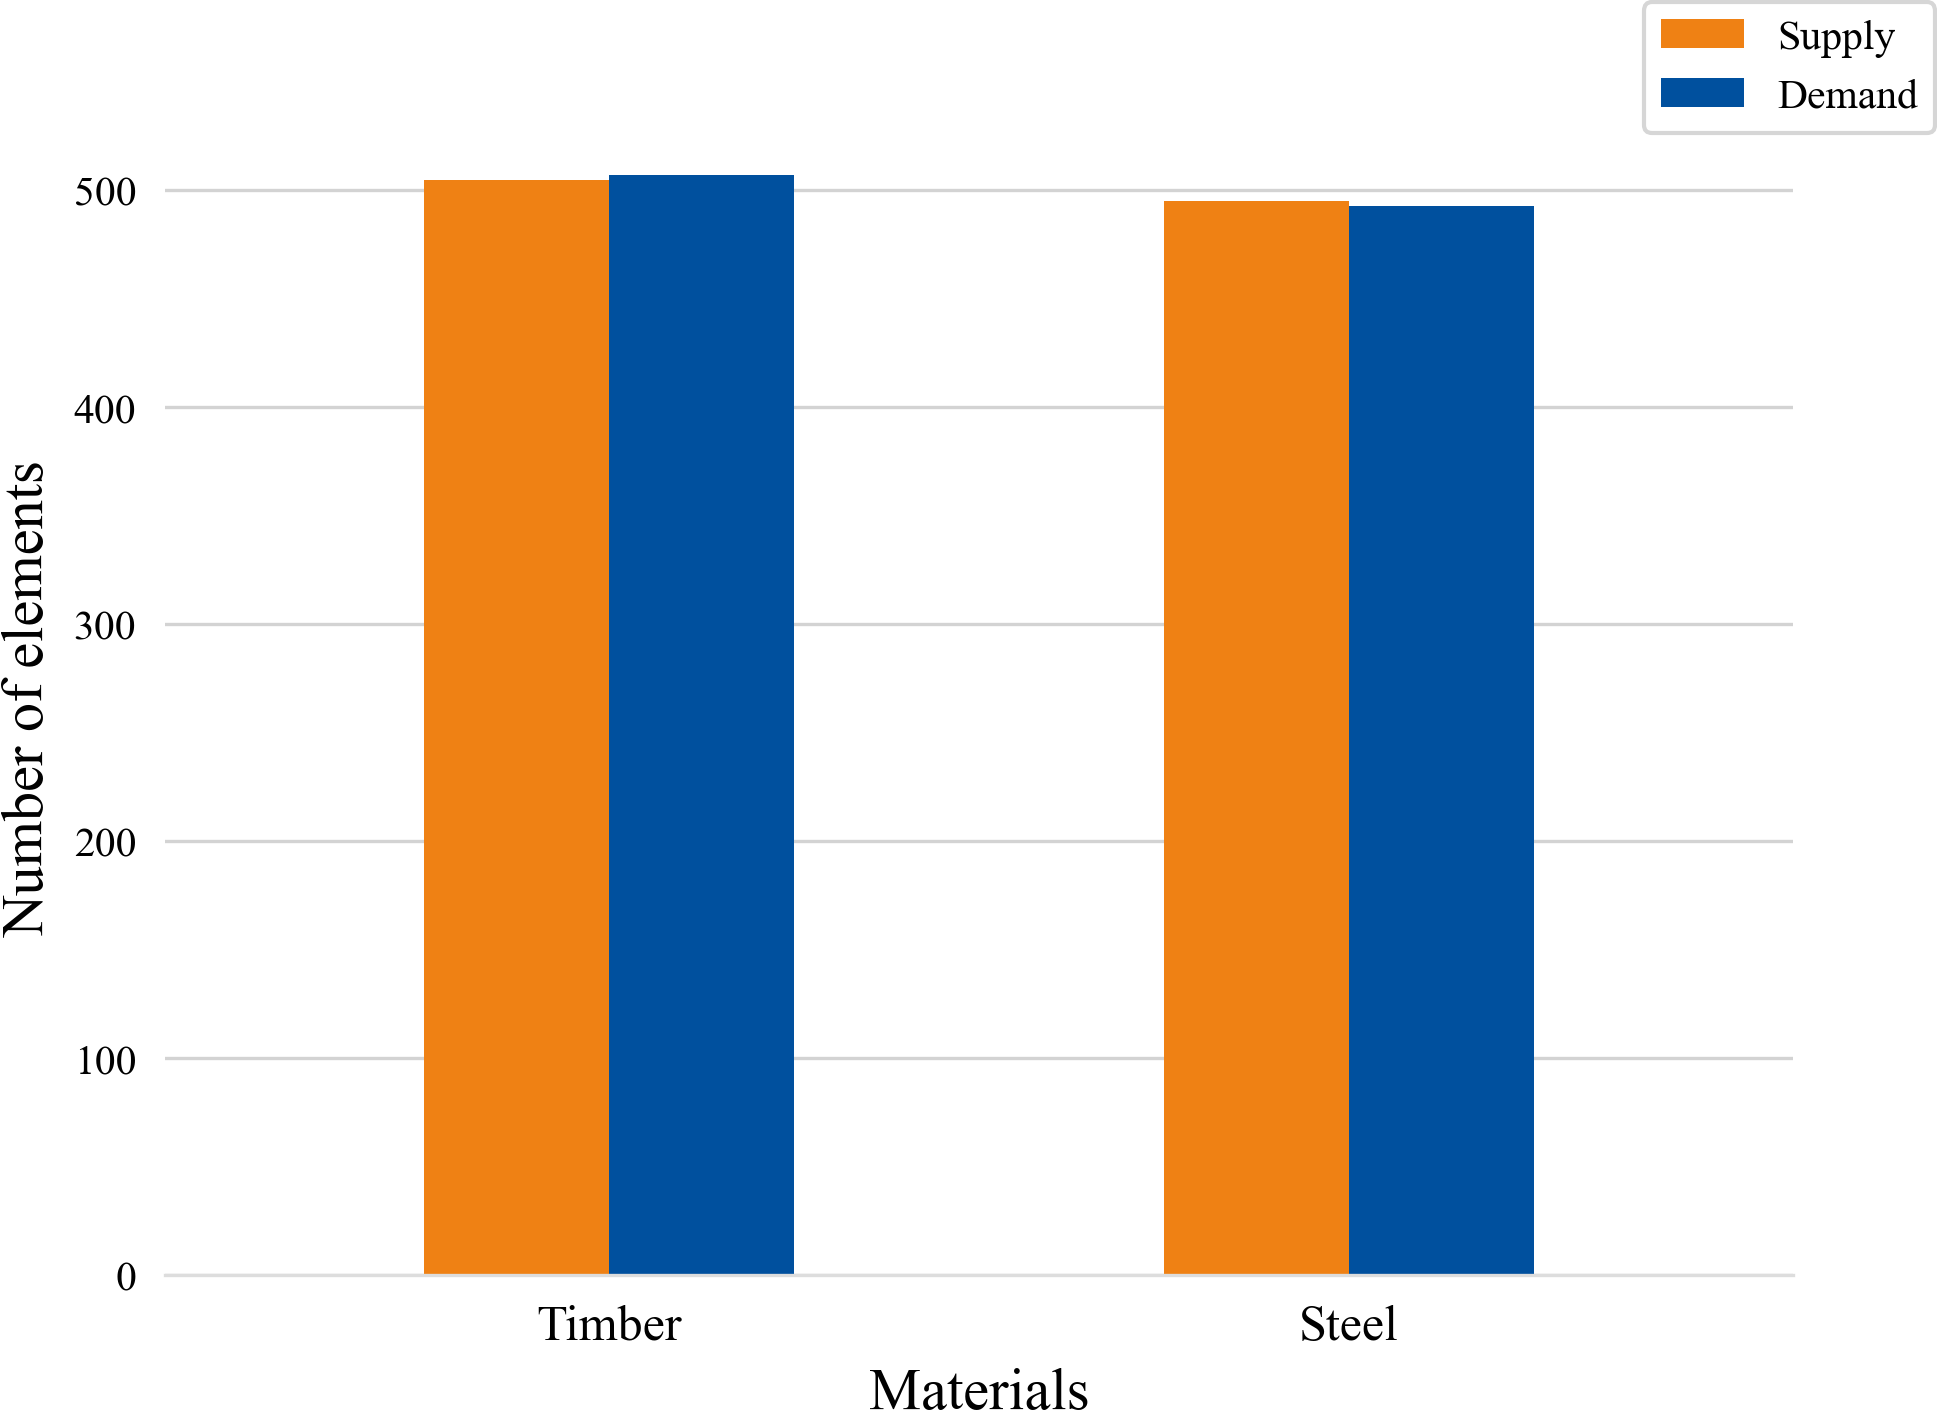 Supply
Demand
500
400
300
200
100
0
Number of elements
Timber
Steel
Materials